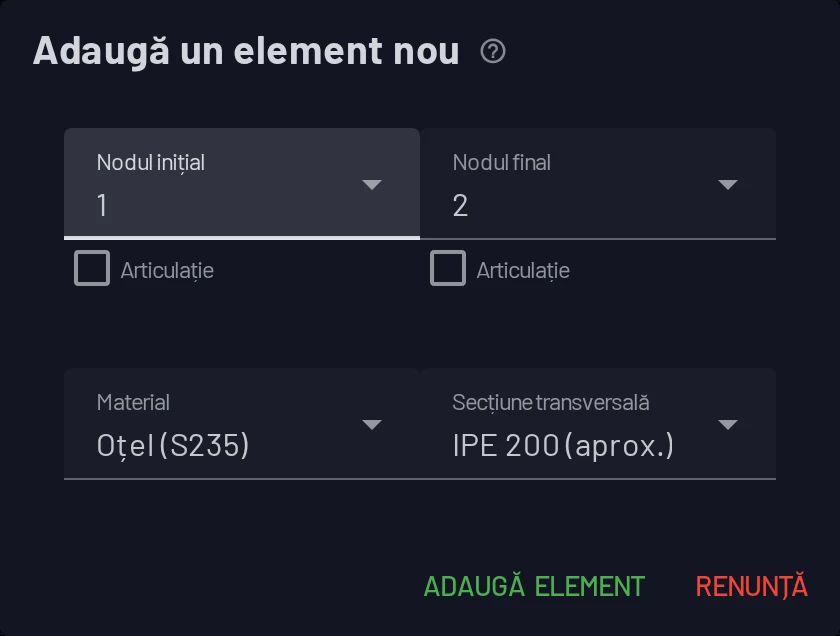 Adaugă un element nou
Nodul inițial
1
Nodul final
2
Articulație
Articulație
Material
Oțel (S235)
Secțiune transversală
IPE 200 (aprox.)
ADAUGĂ ELEMENT
RENUNȚĂ